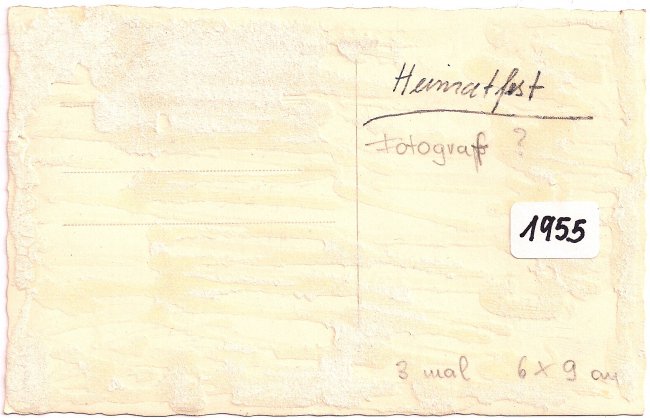 Heimatfest
Fotograf ?
1955
3 mal 6 x 9 cm